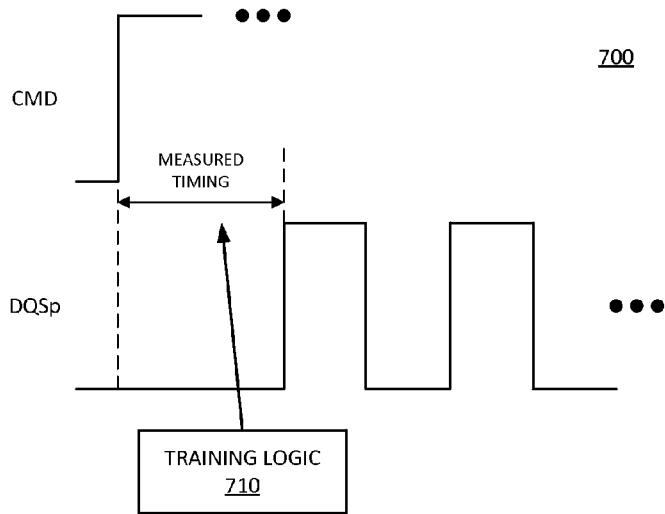 700
CMD
MEASURED
TIMING
DQSp
TRAINING LOGIC
710